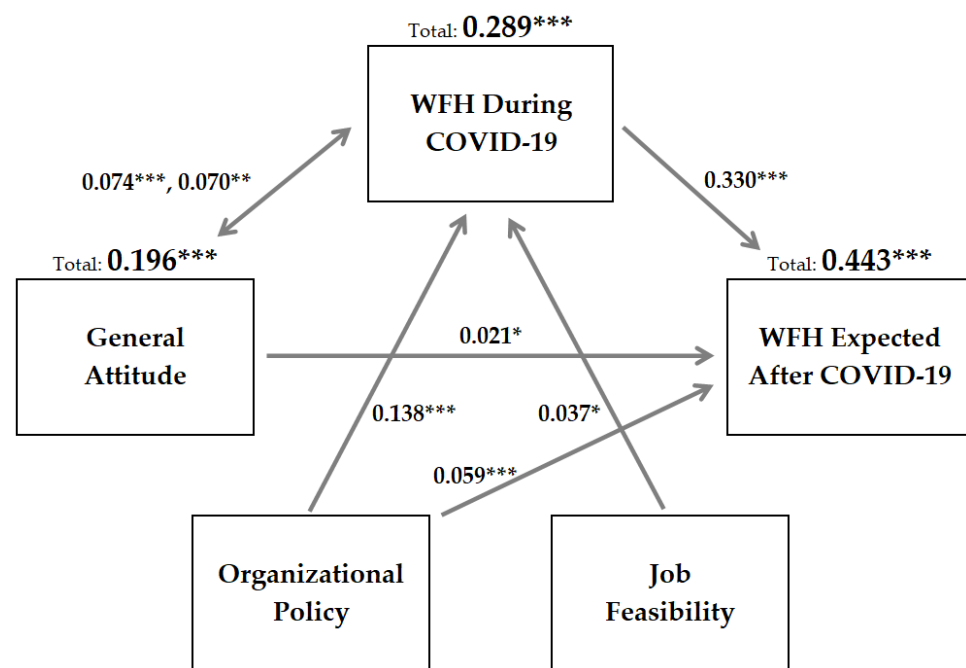 Total: 0.289***
WFH During
COVID-19
0.074***, 0.070**
0.330***
Total: 0.196***
Total: 0.443***
General
Attitude
0.021*
WFH Expected
After COVID-19
0.138***
0.037*
0.059***
Organizational
Policy
Job
Feasibility